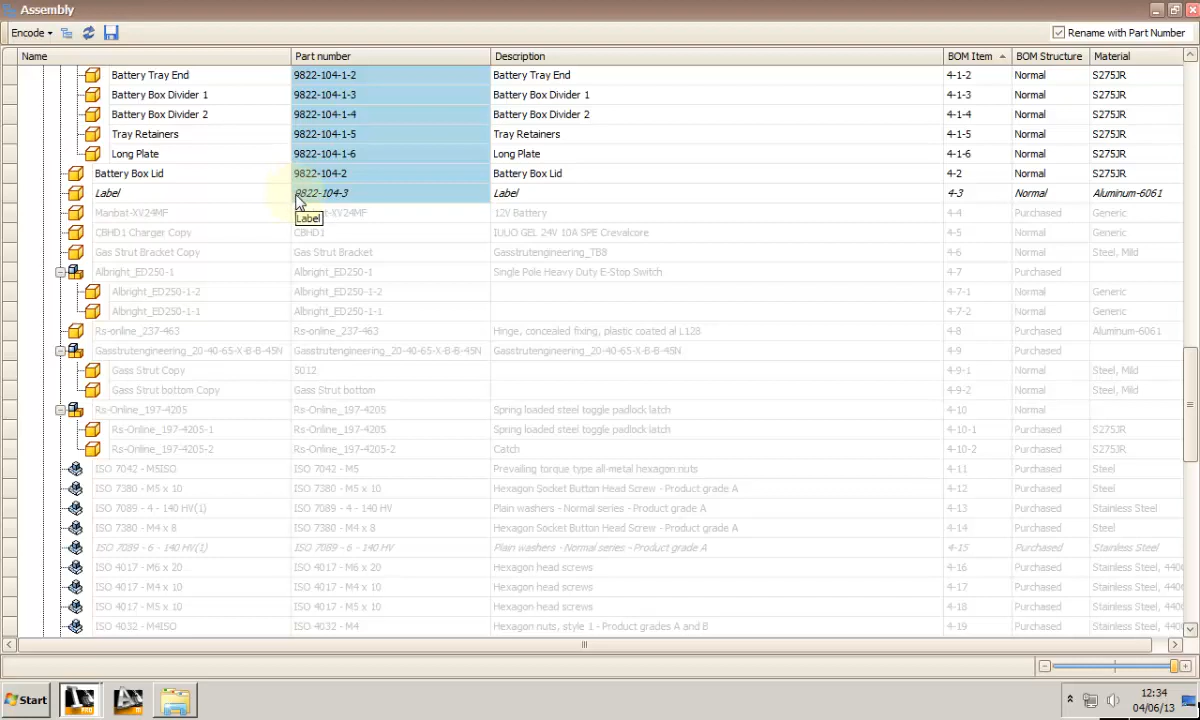 Assembly
Encode
Rename with Part Number
Name Part number Description BOM Item BOM Structure Material
Battery Tray End 9822-104-1-2 Battery Tray End 4-1-2 Normal S275JR
Battery Box Divider 1 9822-104-1-3 Battery Box Divider 1 4-1-3 Normal S275JR
Battery Box Divider 2 9822-104-1-4 Battery Box Divider 2 4-1-4 Normal S275JR
Tray Retainers 9822-104-1-5 Tray Retainers 4-1-5 Normal S275JR
Long Plate 9822-104-1-6 Long Plate 4-1-6 Normal S275JR
Battery Box Lid 9822-104-2 Battery Box Lid 4-2 Normal S275JR
Label 9822-104-3 Label 4-3 Normal Aluminum-6061
Manbat-XV24MF 12V Battery 4-4 Purchased Generic
Label
CBHD1 Charger Copy CBHD1 IULIO GEL 24V 10A SPE Crevalcore 4-5 Purchased Generic
Gas Strut Bracket Copy Gas Strut Bracket Gasstrutengineering_TB8 4-6 Normal Steel, Mild
Albright_ED250-1 Albright_ED250-1 Single Pole Heavy Duty E-Stop Switch 4-7 Purchased
Albright_ED250-1-2 Albright_ED250-1-2 4-7-1 Normal Generic
Albright_ED250-1-1 Albright_ED250-1-1 4-7-2 Normal Generic
Rs-online_237-463 Rs-online_237-463 Hinge, concealed fixing, plastic coated al L128 4-8 Purchased Aluminum-6061
Gasstrutengineering_20-40-65-X-B-B-45N Gasstrutengineering_20-40-65-X-B-B-45N Gasstrutengineering_20-40-65-X-B-B-45N 4-9 Purchased
Gass Strut Copy 5012 4-9-1 Normal Steel, Mild
Gass Strut bottom Copy Gass Strut bottom 4-9-2 Normal Steel, Mild
Rs-Online_197-4205 Rs-Online_197-4205 Spring loaded steel toggle padlock latch 4-10 Normal
Rs-Online_197-4205-1 Rs-Online_197-4205 Spring loaded steel toggle padlock latch 4-10-1 Normal S275JR
Rs-Online_197-4205-2 Rs-Online_197-4205-2 Catch 4-10-2 Normal S275JR
ISO 7042 - M5ISO ISO 7042 - M5 Prevailing torque type all-metal hexagon nuts 4-11 Purchased Steel
ISO 7380 - M5 x 10 ISO 7380 - M5 x 10 Hexagon Socket Button Head Screw - Product grade A 4-12 Purchased Steel
ISO 7089 - 4 - 140 HV(1) ISO 7089 - 4 - 140 HV Plain washers - Normal series - Product grade A 4-13 Purchased Stainless Steel
ISO 7380 - M4 x 8 ISO 7380 - M4 x 8 Hexagon Socket Button Head Screw - Product grade A 4-14 Purchased Steel
ISO 7089 - 6 - 140 HV(1) ISO 7089 - 6 - 140 HV Plain washers - Normal series - Product grade A 4-15 Purchased Stainless Steel
ISO 4017 - M6 x 20 ISO 4017 - M6 x 20 Hexagon head screws 4-16 Purchased Stainless Steel, 440C
ISO 4017 - M4 x 10 ISO 4017 - M4 x 10 Hexagon head screws 4-17 Purchased Stainless Steel, 440C
ISO 4017 - M5 x 10 ISO 4017 - M5 x 10 Hexagon head screws 4-18 Purchased Stainless Steel, 440C
ISO 4032 - M4ISO ISO 4032 - M4 Hexagon nuts, style 1 - Product grades A and B 4-19 Purchased Stainless Steel, 440C
Start
12:34
04/06/13